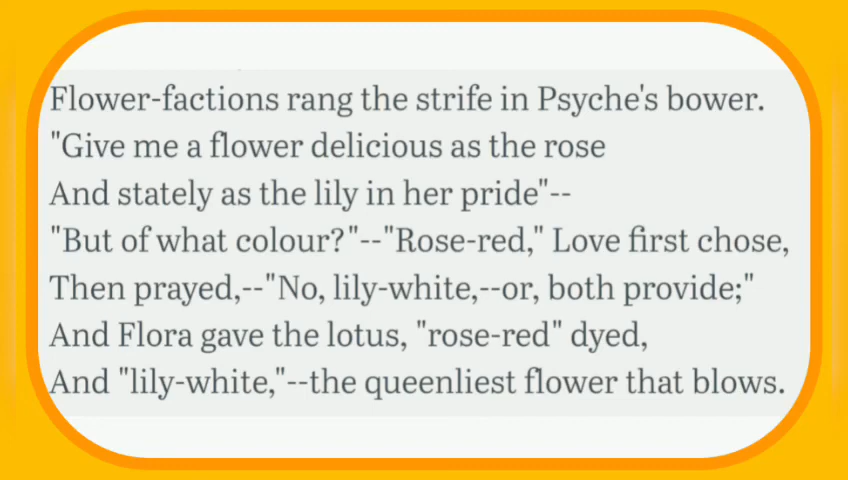 Flower-factions rang the strife in Psyche's bower.
"Give me a flower delicious as the rose
And stately as the lily in her pride"--
"But of what colour?"--"Rose-red," Love first chose,
Then prayed,--"No, lily-white,--or, both provide;"
And Flora gave the lotus, "rose-red" dyed,
And "lily-white,"--the queenliest flower that blows.